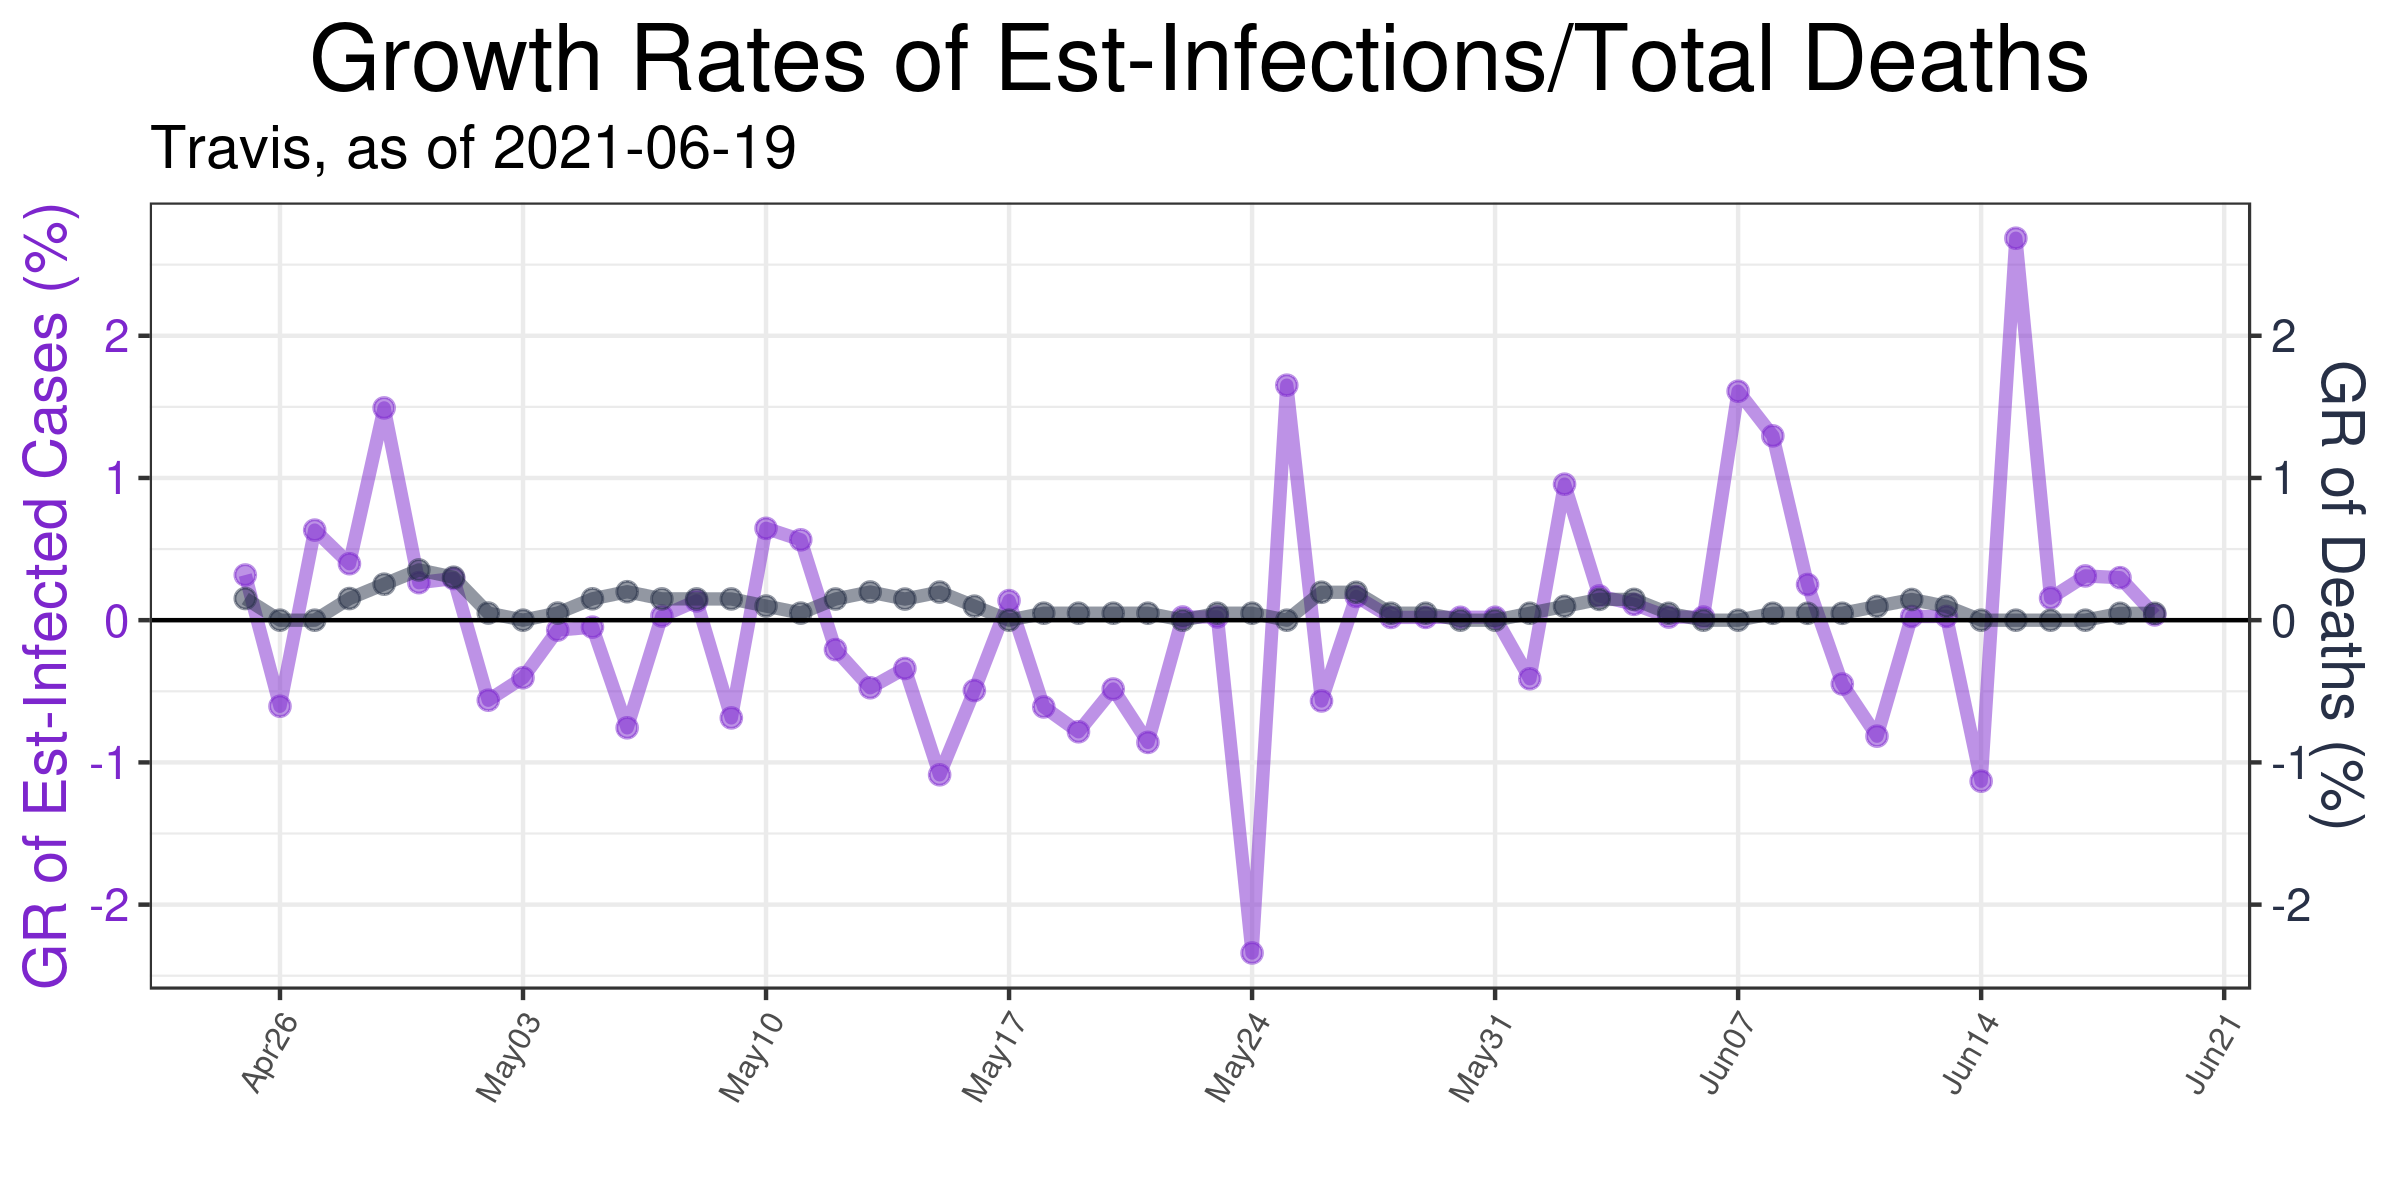 Growth Rates of Est-Infections/Total Deaths
Travis, as of 2021-06-19
GR of Est-Infected Cases (%)
2
1
0
-1
-2
2
1
0
-1
-2
GR of Deaths (%)
Apr26
May03
May10
May17
May24
May31
Jun07
Jun14
Jun21